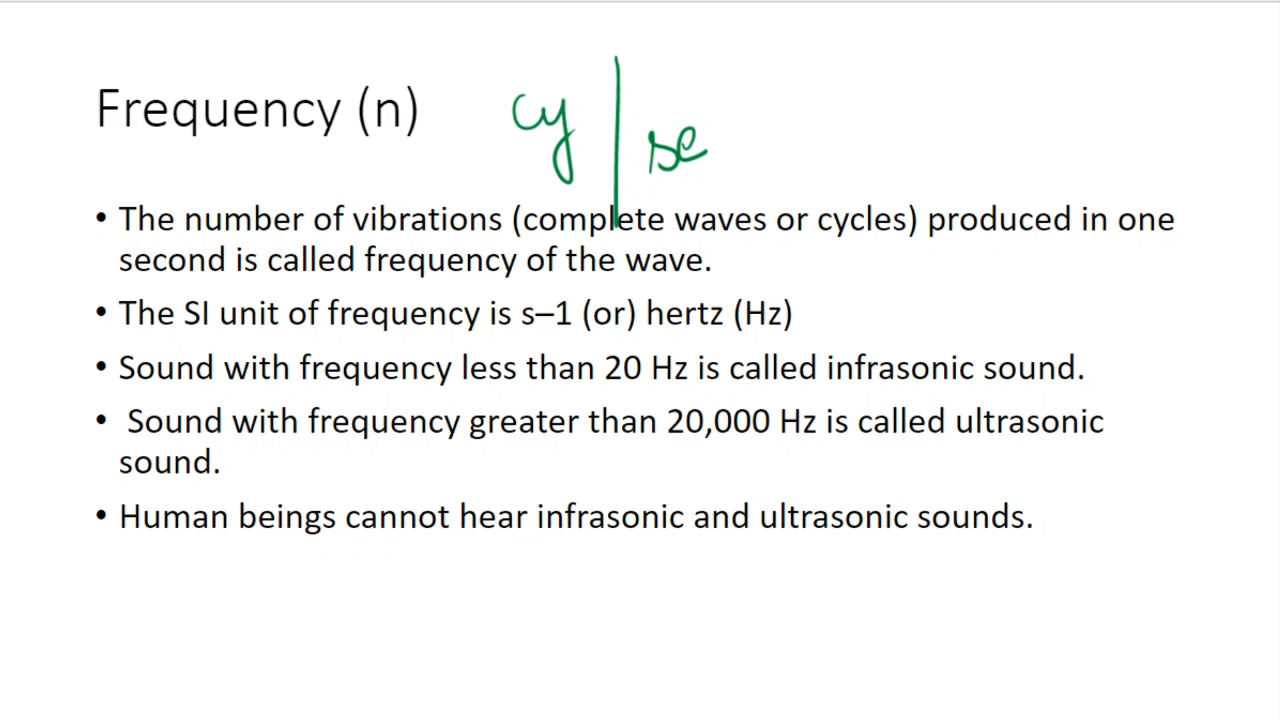 Frequency (n) cy | se
• The number of vibrations (complete waves or cycles) produced in one
second is called frequency of the wave.
• The SI unit of frequency is s–1 (or) hertz (Hz)
• Sound with frequency less than 20 Hz is called infrasonic sound.
• Sound with frequency greater than 20,000 Hz is called ultrasonic
sound.
• Human beings cannot hear infrasonic and ultrasonic sounds.